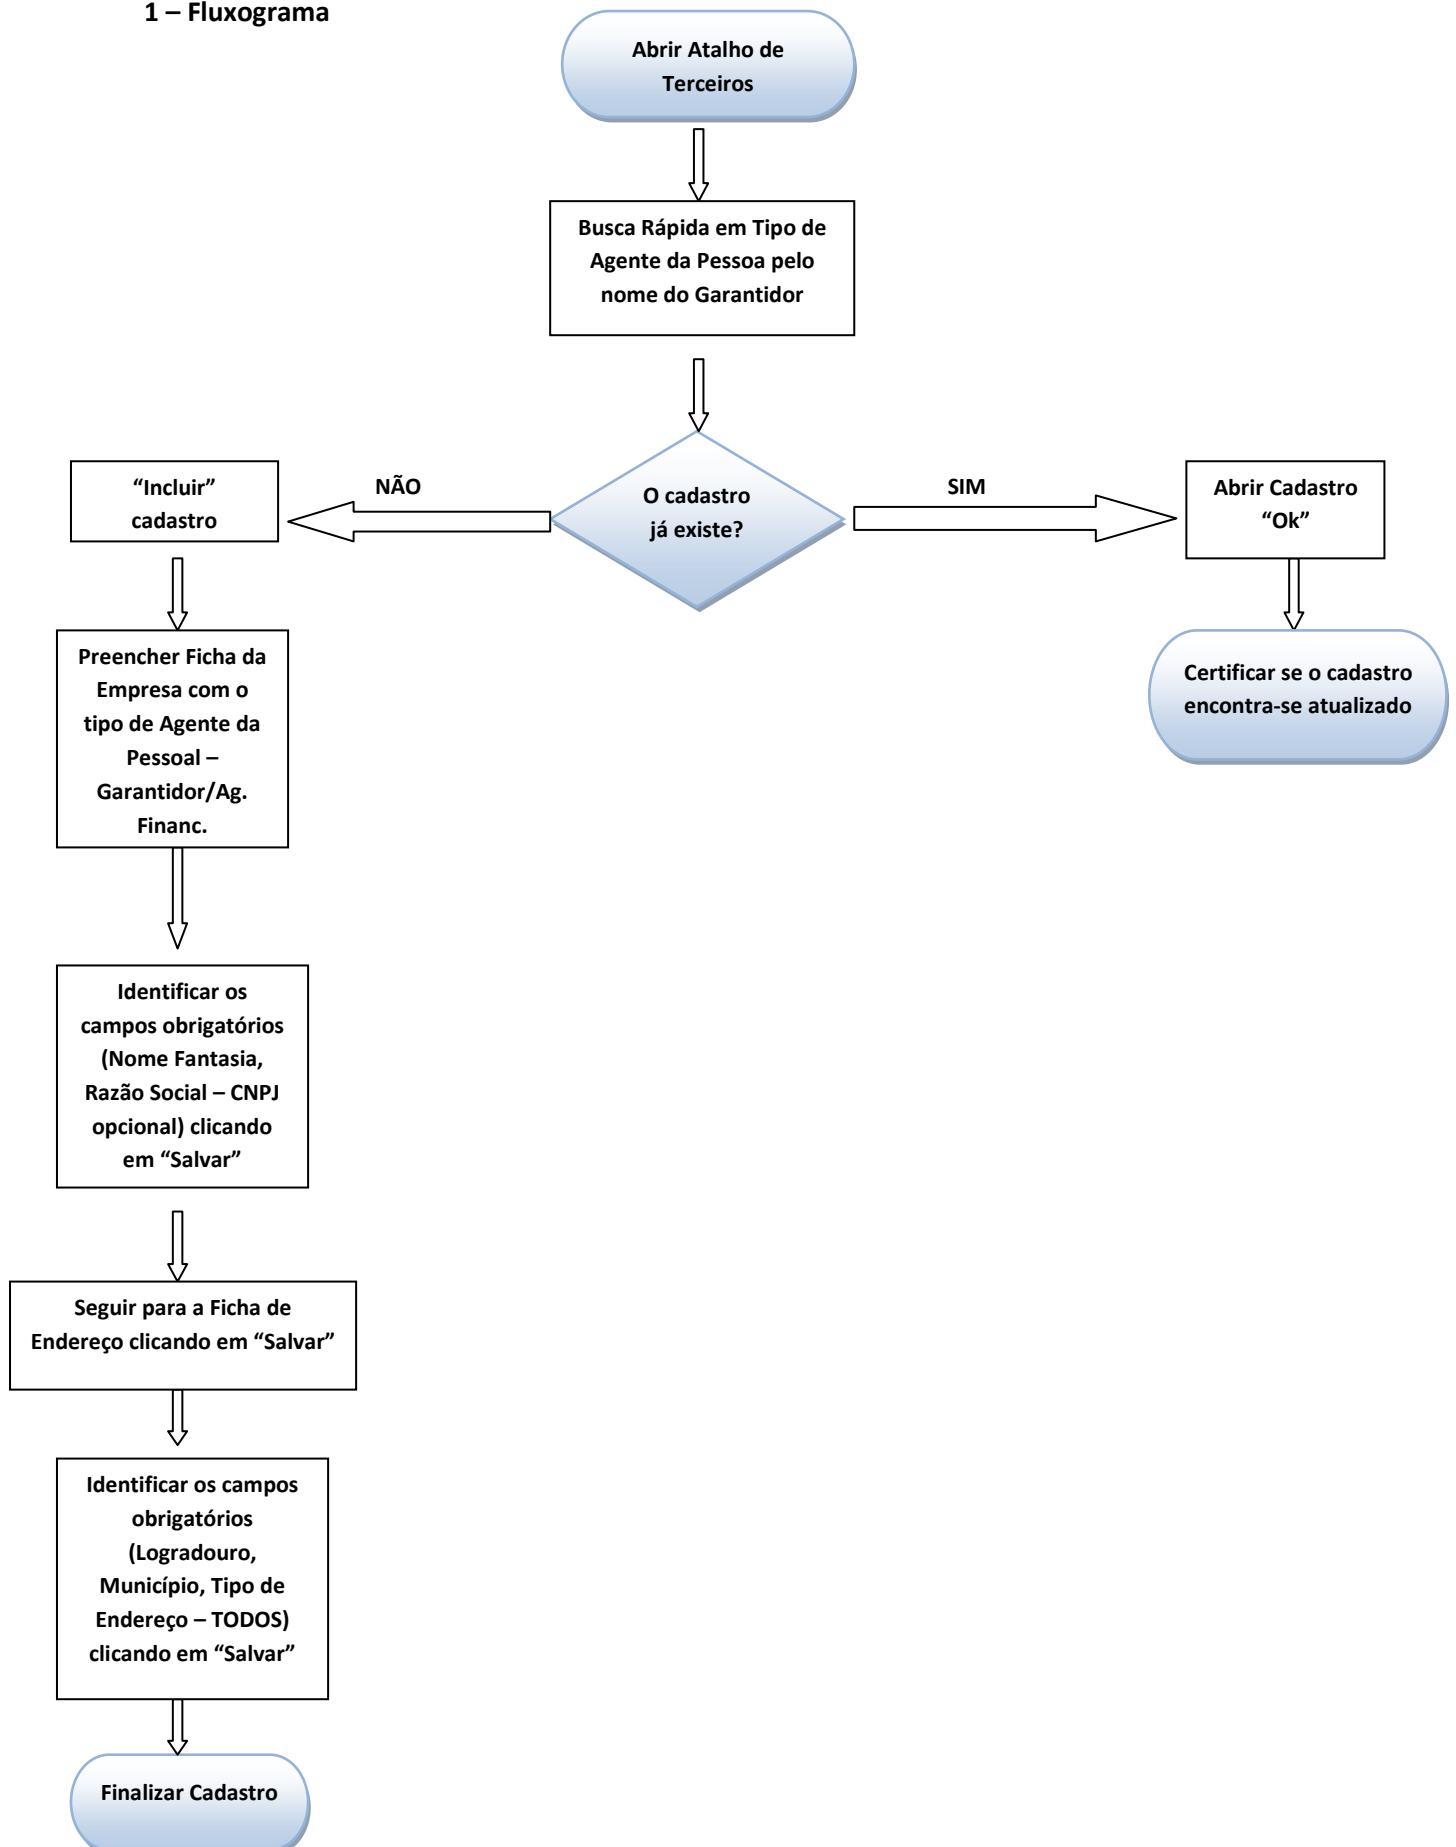 1 – Fluxograma
Abrir Atalho de
Terceiros
Busca Rápida em Tipo de
Agente da Pessoa pelo
nome do Garantidor
O cadastro
já existe?
NÃO
SIM
“Incluir”
cadastro
Abrir Cadastro
“Ok”
Preencher Ficha da
Empresa com o
tipo de Agente da
Pessoal –
Garantidor/Ag.
Financ.
Certificar se o cadastro
encontra-se atualizado
Identificar os
campos obrigatórios
(Nome Fantasia,
Razão Social – CNPJ
opcional) clicando
em “Salvar”
Seguir para a Ficha de
Endereço clicando em “Salvar”
Identificar os campos
obrigatórios
(Logradouro,
Município, Tipo de
Endereço – TODOS)
clicando em “Salvar”
Finalizar Cadastro